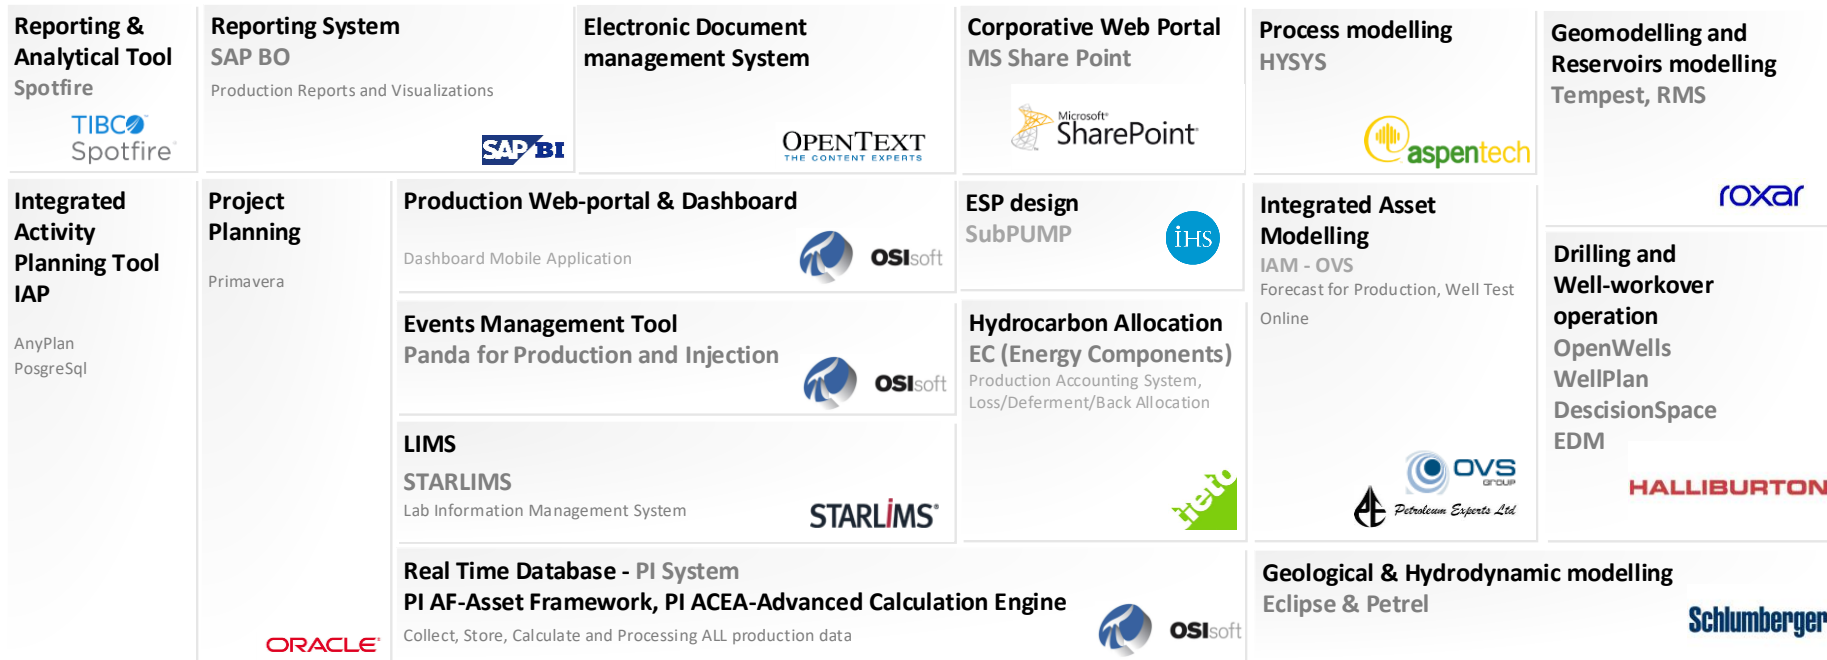 Reporting &
Analytical Tool
Spotfire
TIBCO
Spotfire
Reporting System
SAP BO
Production Reports and Visualizations
SAP BI
Electronic Document
management System
OPENTEXT
THE CONTENT EXPERTS
Corporative Web Portal
MS Share Point
Microsoft®
SharePoint
Process modelling
HYSYS
aspentech
Geomodelling and
Reservoirs modelling
Tempest, RMS
roxar
Integrated
Activity
Planning Tool
IAP
AnyPlan
PosgreSql
Project
Planning
Primavera
ORACLE
Production Web-portal & Dashboard
Dashboard Mobile Application
OSIsoft
ESP design
SubPUMP
IHS
Integrated Asset
Modelling
IAM - OVS
Forecast for Production, Well Test
Online
OVS
GROUP
Petroleum Experts Ltd
Drilling and
Well-workover
operation
OpenWells
WellPlan
DescisionSpace
EDM
HALLIBURTON
Events Management Tool
Panda for Production and Injection
OSIsoft
Hydrocarbon Allocation
EC (Energy Components)
Production Accounting System,
Loss/Deferment/Back Allocation
tieto
LIMS
STARLIMS
Lab Information Management System
STARLIMS®
Real Time Database - PI System
PI AF-Asset Framework, PI ACEA-Advanced Calculation Engine
Collect, Store, Calculate and Processing ALL production data
OSIsoft
Geological & Hydrodynamic modelling
Eclipse & Petrel
Schlumberger